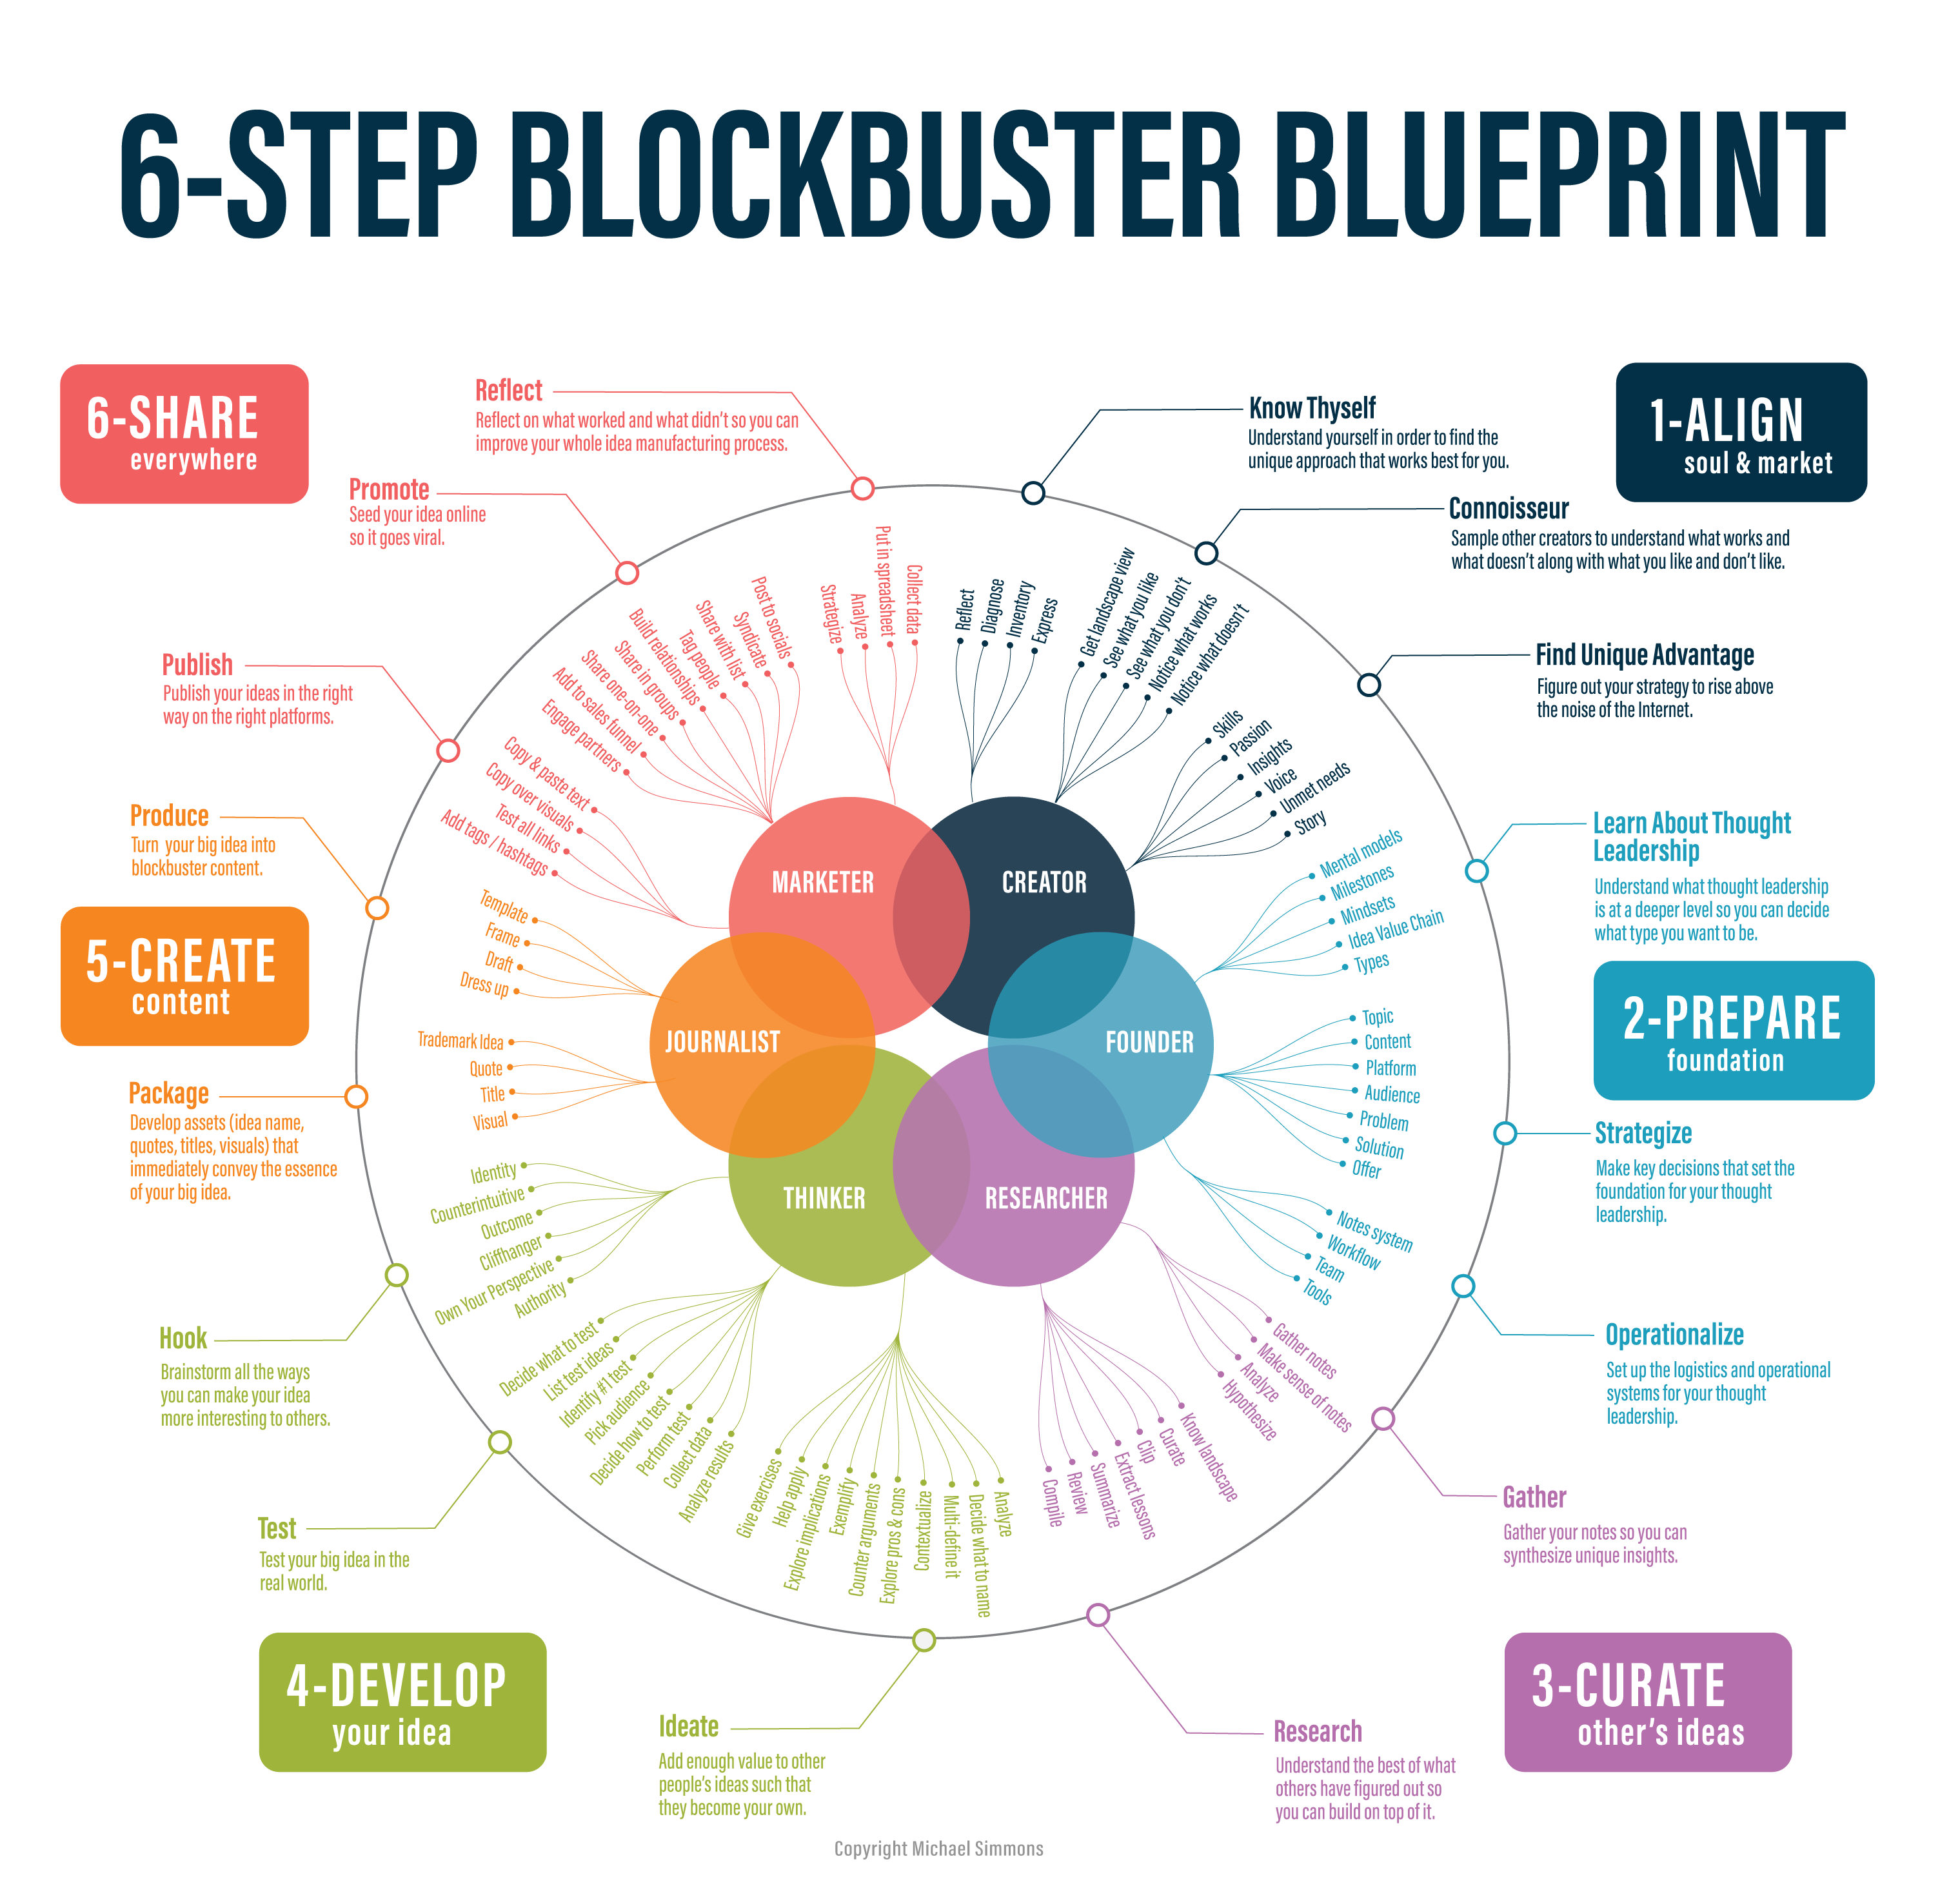 6-STEP BLOCKBUSTER BLUEPRINT
1-ALIGN
soul & market
Know Thyself
Understand yourself in order to find the
unique approach that works best for you.
Reflect
Diagnose
Inventory
Express
Connoisseur
Sample other creators to understand what works and
what doesn't along with what you like and don't like.
Get landscape view
See what you like
See what you don't
Notice what works
Notice what doesn't
Find Unique Advantage
Figure out your strategy to rise above
the noise of the Internet.
Skills
Passion
Insights
Voice
Unmet needs
Story
CREATOR
2-PREPARE
foundation
Learn About Thought
Leadership
Understand what thought leadership
is at a deeper level so you can decide
what type you want to be.
Mental models
Milestones
Mindsets
Idea Value Chain
Types
Strategize
Make key decisions that set the
foundation for your thought
leadership.
Topic
Content
Platform
Audience
Problem
Solution
Offer
Operationalize
Set up the logistics and operational
systems for your thought
leadership.
Notes system
Workflow
Team
Tools
FOUNDER
3-CURATE
other's ideas
Gather
Gather your notes so you can
synthesize unique insights.
Gather notes
Make sense of notes
Analyze
Hypothesize
Research
Understand the best of what
others have figured out so
you can build on top of it.
Know landscape
Curate
Clip
Extract lessons
Summarize
Review
Compile
RESEARCHER
4-DEVELOP
your idea
Ideate
Add enough value to other
people's ideas such that
they become your own.
Analyze
Decide what to name
Multi-define it
Contextualize
Explore pros & cons
Counter arguments
Exemplify
Explore implications
Help apply
Give exercises
Test
Test your big idea in the
real world.
Analyze results
Collect data
Perform test
Decide how to test
Pick audience
Identify #1 test
List test ideas
Decide what to test
Hook
Brainstorm all the ways
you can make your idea
more interesting to others.
Authority
Own Your Perspective
Cliffhanger
Outcome
Counterintuitive
Identity
THINKER
5-CREATE
content
Package
Develop assets (idea name,
quotes, titles, visuals) that
immediately convey the essence
of your big idea.
Visual
Title
Quote
Trademark Idea
Produce
Turn your big idea into
blockbuster content.
Dress up
Draft
Frame
Template
JOURNALIST
6-SHARE
everywhere
Publish
Publish your ideas in the right
way on the right platforms.
Add tags / hashtags
Test all links
Copy over visuals
Copy & paste text
Promote
Seed your idea online
so it goes viral.
Engage partners
Add to sales funnel
Share one-on-one
Share in groups
Build relationships
Tag people
Share with list
Syndicate
Post to socials
Reflect
Reflect on what worked and what didn't so you can
improve your whole idea manufacturing process.
Strategize
Analyze
Put in spreadsheet
Collect data
MARKETER
Copyright Michael Simmons